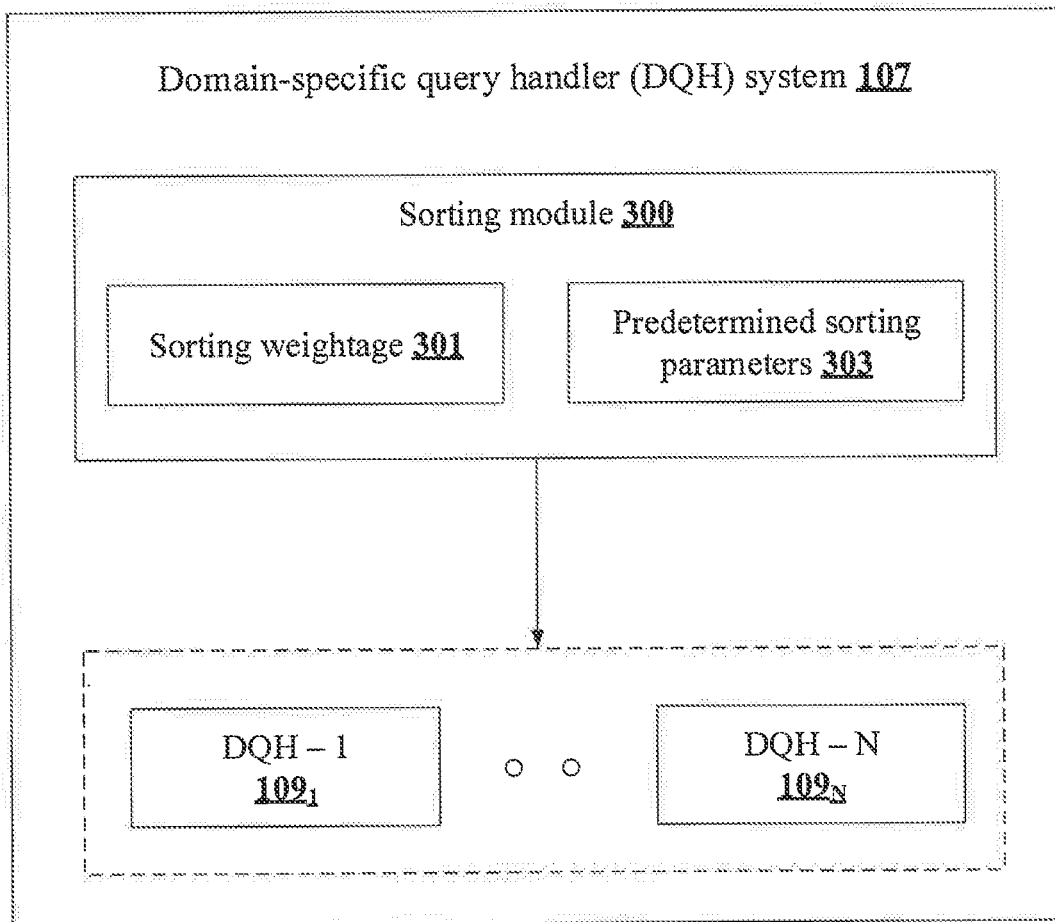 Domain-specific query handler (DQH) system 107
Sorting module 300
Sorting weightage 301
Predetermined sorting
parameters 303
DQH – 1
109₁
DQH – N
109_N